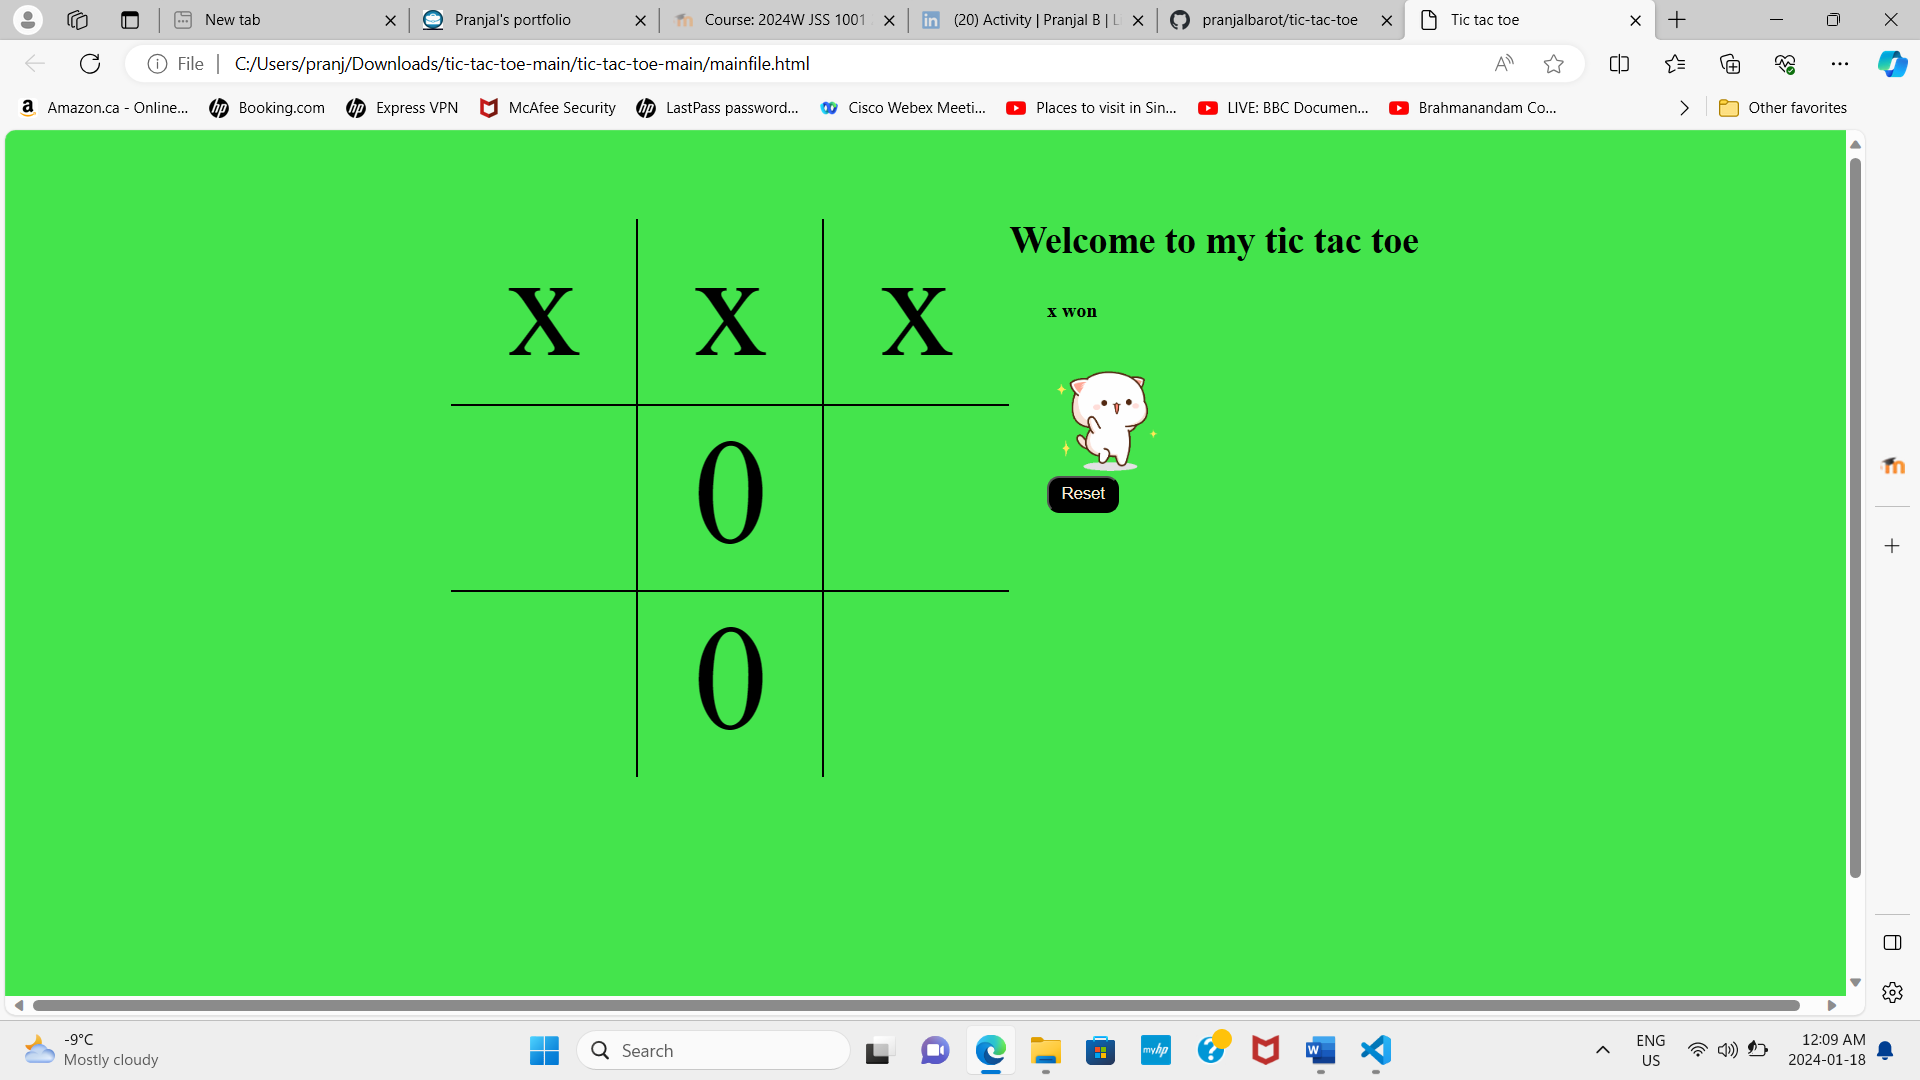 New tab
Pranjal's portfolio
Course: 2024W JSS 1001
(20) Activity | Pranjal B | Li
pranjalbarot/tic-tac-toe
Tic tac toe
File
C:/Users/pranj/Downloads/tic-tac-toe-main/tic-tac-toe-main/mainfile.html
Amazon.ca - Online...
Booking.com
Express VPN
McAfee Security
LastPass password...
Cisco Webex Meeti...
Places to visit in Sin...
LIVE: BBC Documen...
Brahmanandam Co...
Other favorites
Welcome to my tic tac toe
x x x
x won
0
Reset
0
-9°C
Mostly cloudy
Search
myhp
ENG
US
12:09 AM
2024-01-18